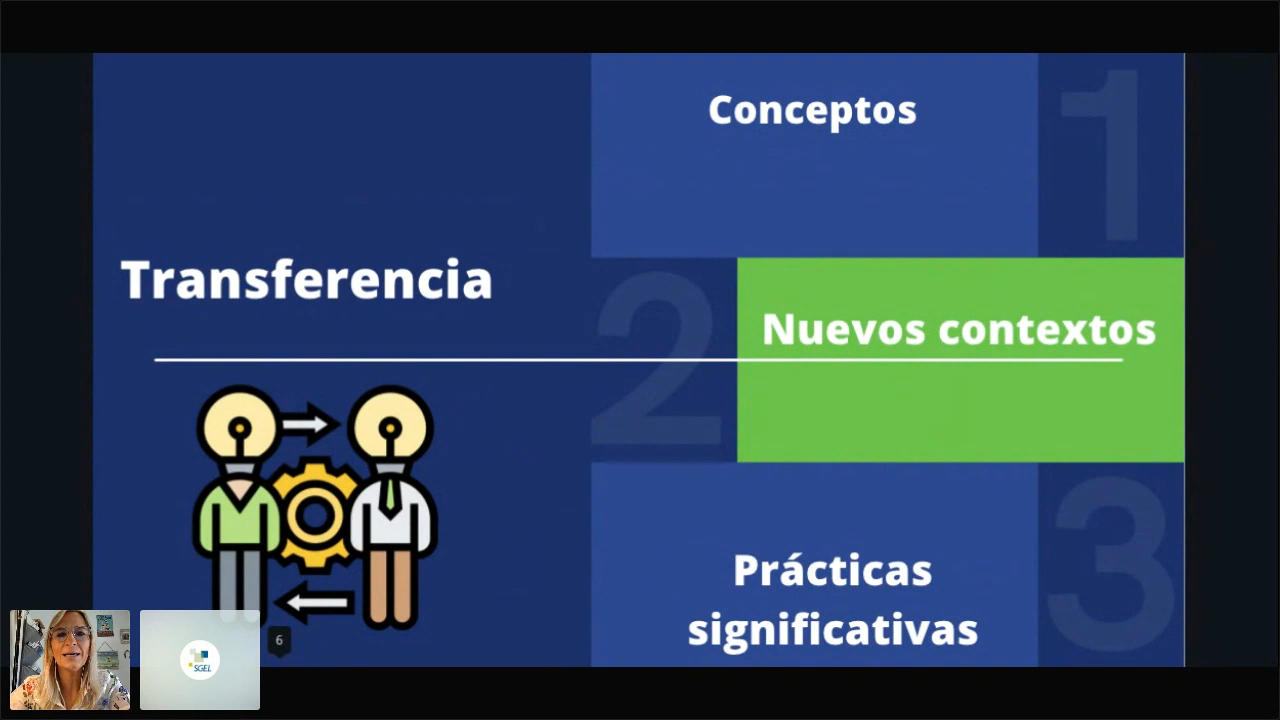 Transferencia
Conceptos
1
Nuevos contextos
2
Prácticas
significativas
3
6
SGEL